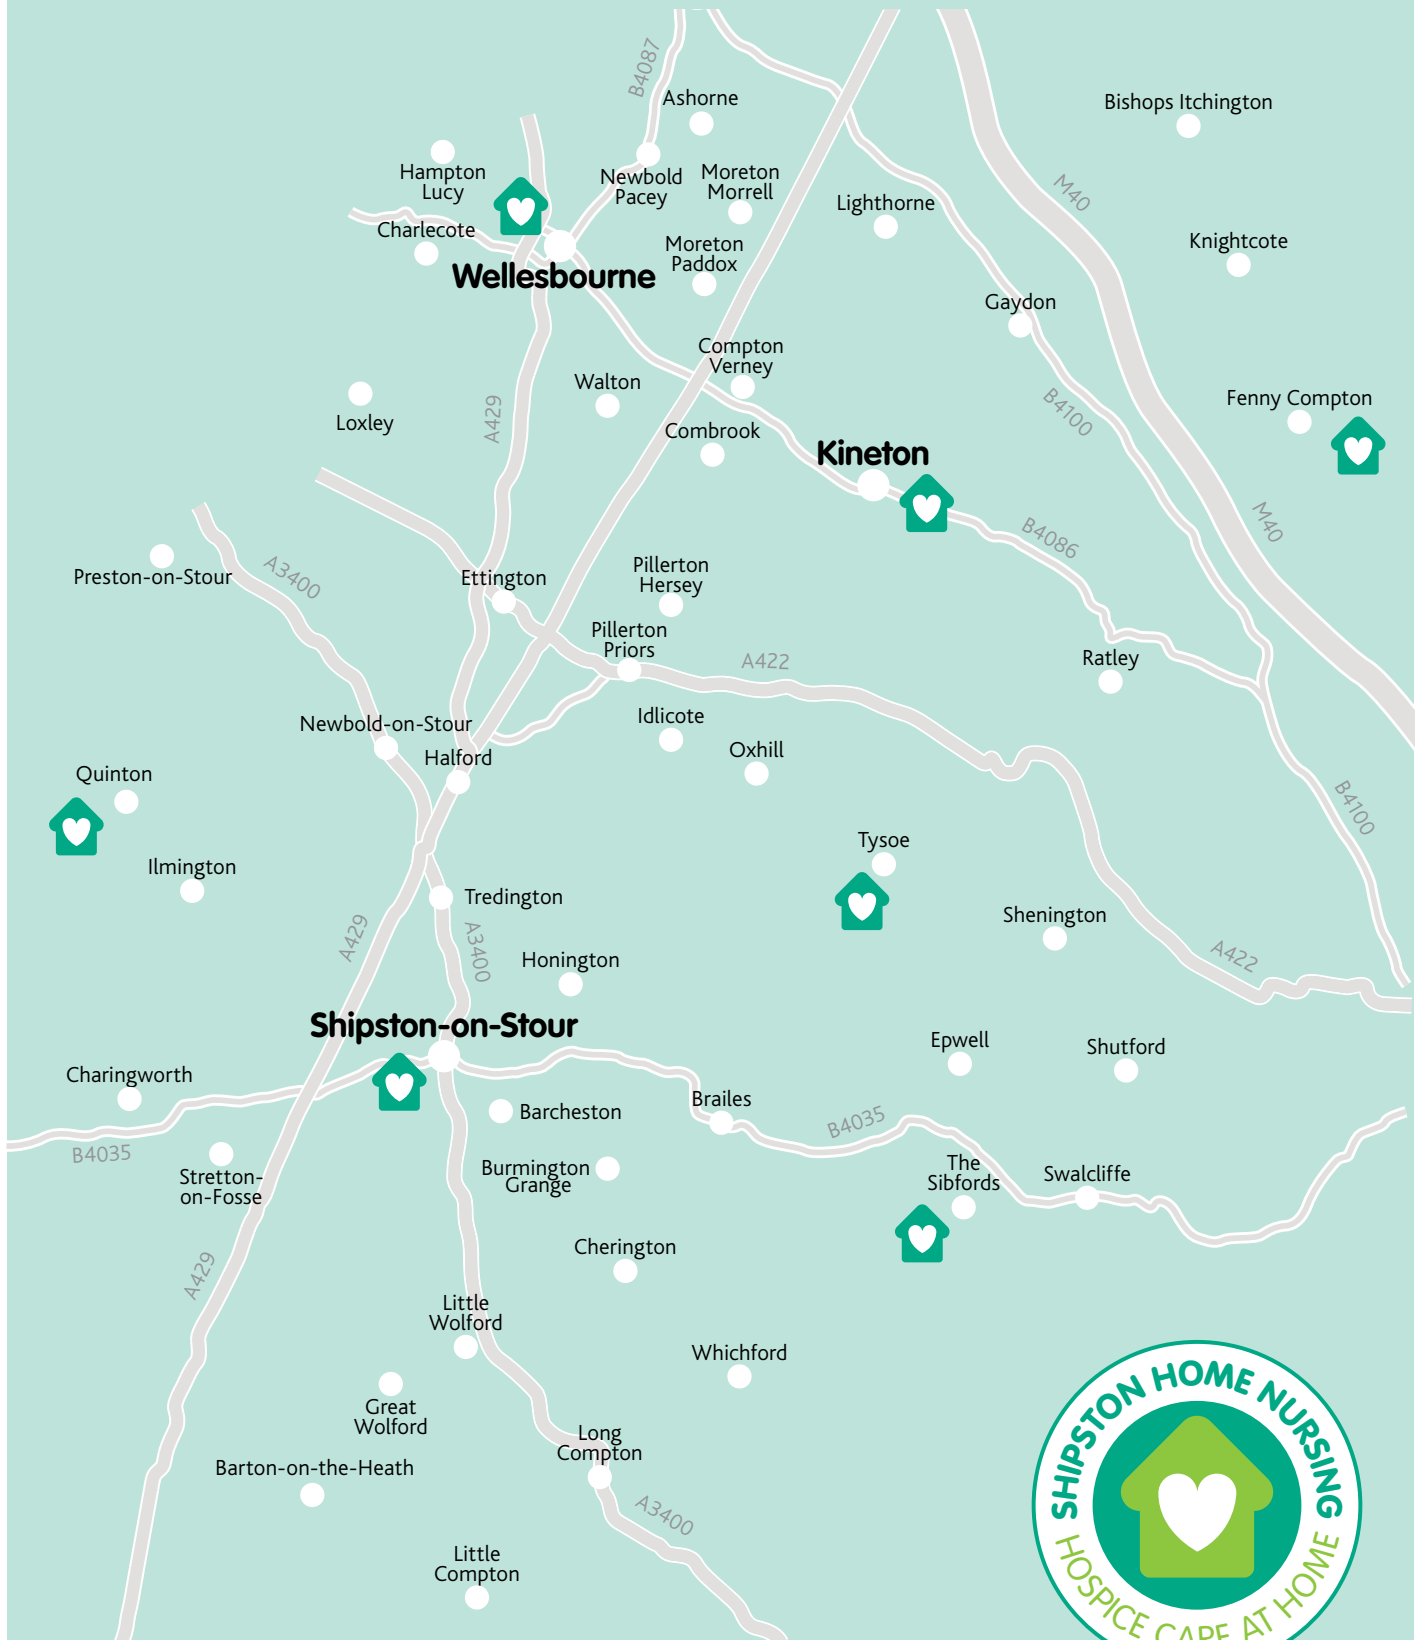 B4087
Ashorne
Bishops Itchington
Hampton
Lucy
Newbold
Pacey
Moreton
Morrell
M40
Lighthorne
Charlecote
Moreton
Paddox
Knightcote
Wellesbourne
Gaydon
Compton
Verney
Walton
Fenny Compton
Loxley
A429
B4100
Combrook
Kineton
M40
B4086
A3400
Preston-on-Stour
Ettington
Pillerton
Hersey
Pillerton
Priors
A422
Ratley
Newbold-on-Stour
Idlicote
Halford
Oxhill
Quinton
B4100
Tysoe
Ilmington
Tredington
Shenington
A429
A3400
Honington
A422
Shipston-on-Stour
Epwell
Shutford
Charingworth
Brailes
Barcheston
B4035
B4035
Stretton-
on-Fosse
Burmington
Grange
The
Sibfords
Swalcliffe
Cherington
A429
Little
Wolford
Whichford
Great
Wolford
Long
Compton
Barton-on-the-Heath
A3400
Little
Compton
SHIPSTON HOME NURSING
HOSPICE CARE AT HOME